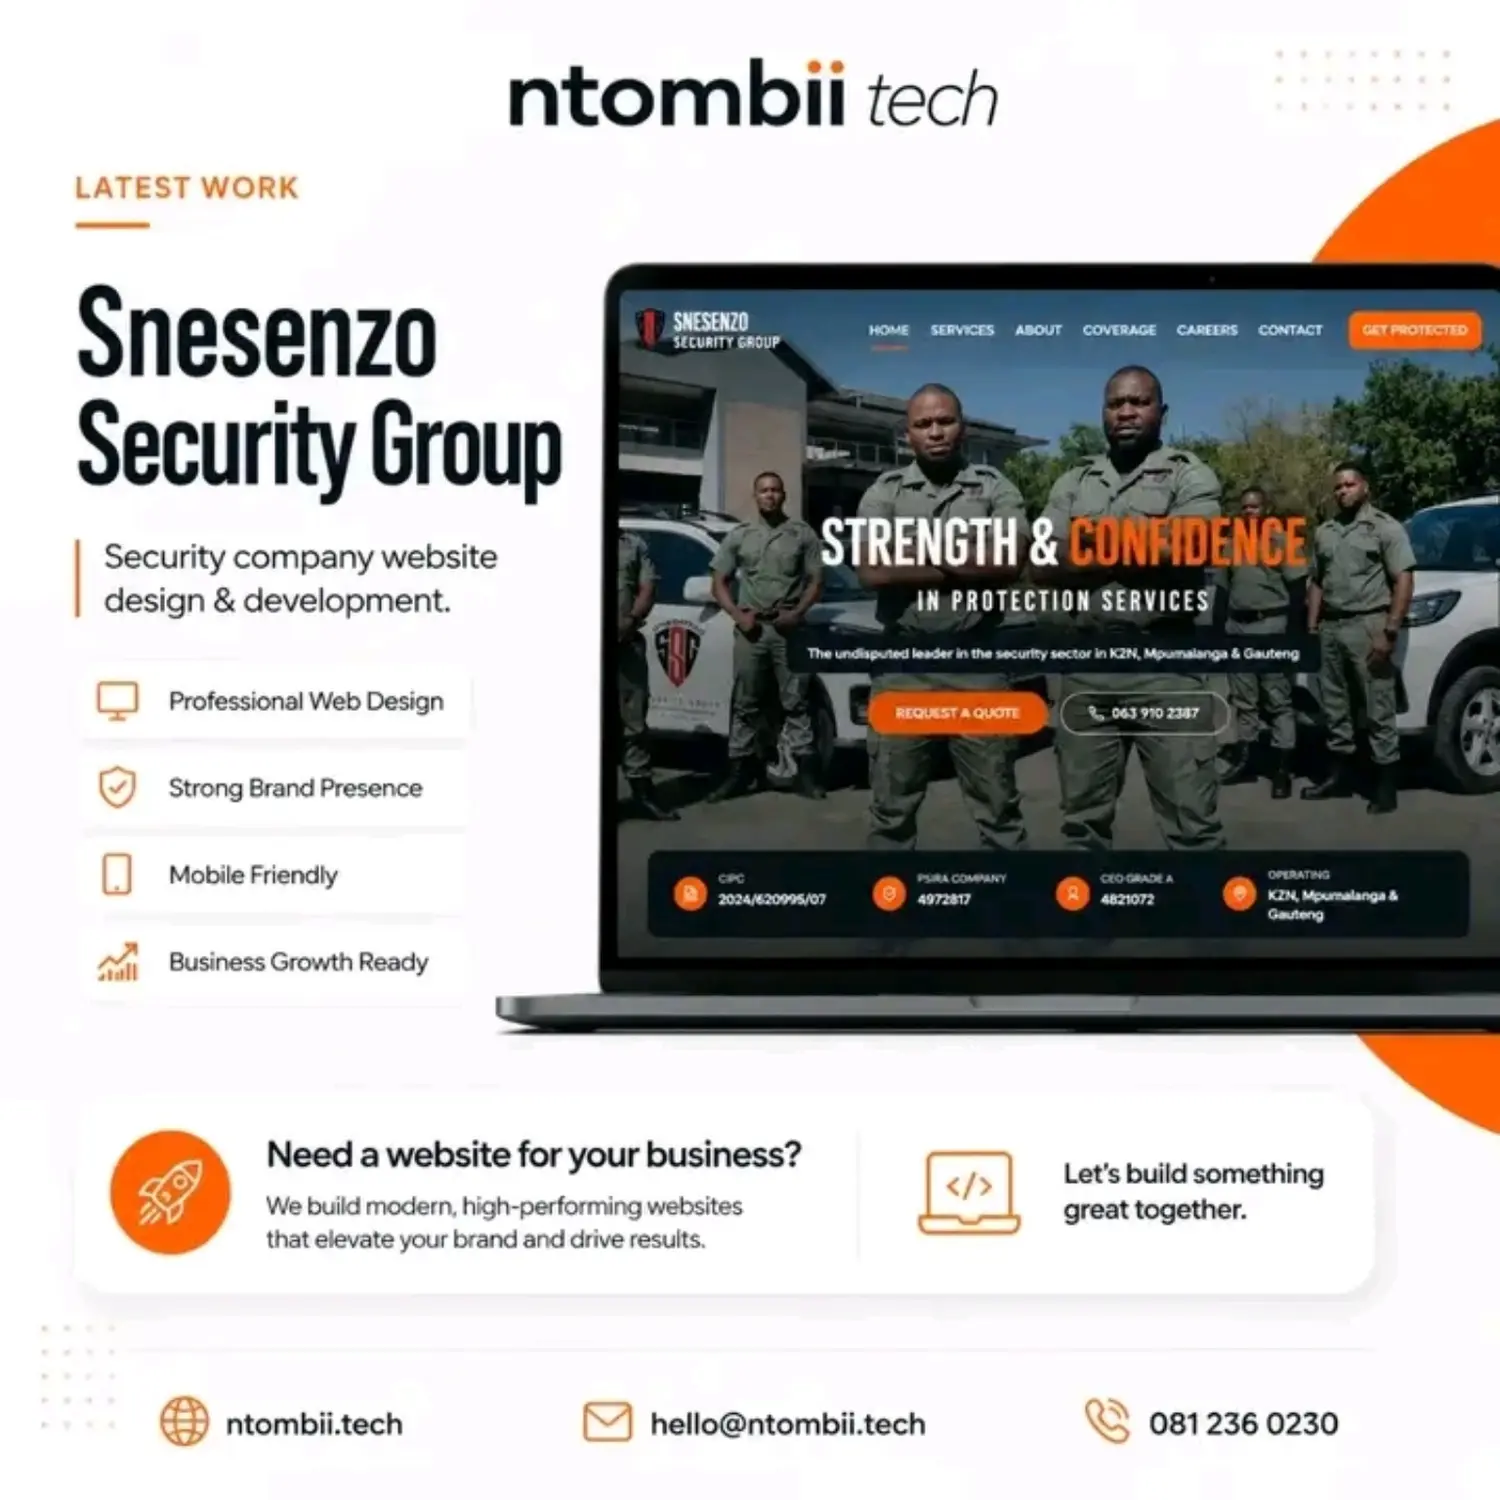 ntombii tech
LATEST WORK
Snesenzo
Security Group
Security company website
design & development.
Professional Web Design
Strong Brand Presence
Mobile Friendly
Business Growth Ready
SNESENZO
SECURITY GROUP
HOME SERVICES ABOUT COVERAGE CAREERS CONTACT GET PROTECTED
STRENGTH & CONFIDENCE
IN PROTECTION SERVICES
The undisputed leader in the security sector in KZN, Mpumalanga & Gauteng
REQUEST A QUOTE 063 910 2387
SSG
CIPC
2024/620995/07
PSIRA COMPANY
4972817
CEO GRADE A
4821072
OPERATING
KZN, Mpumalanga &
Gauteng
Need a website for your business?
We build modern, high-performing websites
that elevate your brand and drive results.
</>
Let's build something
great together.
ntombii.tech
hello@ntombii.tech
081 236 0230